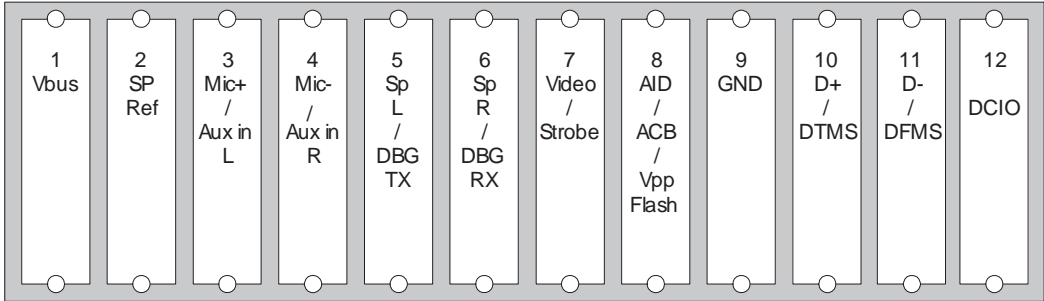 1
Vbus
2
SP
Ref
3
Mic+
/
Aux in
L
4
Mic-
/
Aux in
R
5
Sp
L
/
DBG
TX
6
Sp
R
/
DBG
RX
7
Video
/
Strobe
8
AID
/
ACB
/
Vpp
Flash
9
GND
10
D+
/
DTMS
11
D-
/
DFMS
12
DCIO